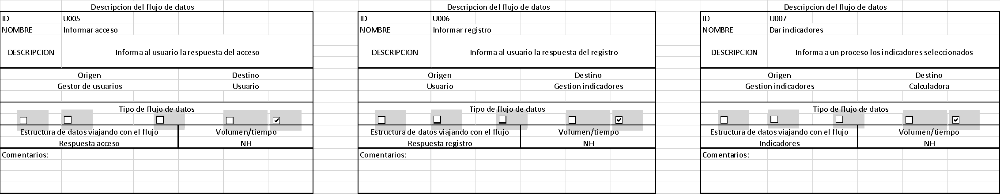 Descripcion del flujo de datos
ID U005
NOMBRE Informar acceso
DESCRIPCION Informa al usuario la respuesta del acceso
Origen Destino
Gestor de usuarios Usuario
Tipo de flujo de datos
Estructura de datos viajando con el flujo Volumen/tiempo
Respuesta acceso NH
Comentarios:
Descripcion del flujo de datos
ID U006
NOMBRE Informar registro
DESCRIPCION Informa al usuario la respuesta del registro
Origen Destino
Usuario Gestion indicadores
Tipo de flujo de datos
Estructura de datos viajando con el flujo Volumen/tiempo
Respuesta registro NH
Comentarios:
Descripcion del flujo de datos
ID U007
NOMBRE Dar indicadores
DESCRIPCION Informa a un proceso los indicadores seleccionados
Origen Destino
Gestion indicadores Calculadora
Tipo de flujo de datos
Estructura de datos viajando con el flujo Volumen/tiempo
Indicadores NH
Comentarios: